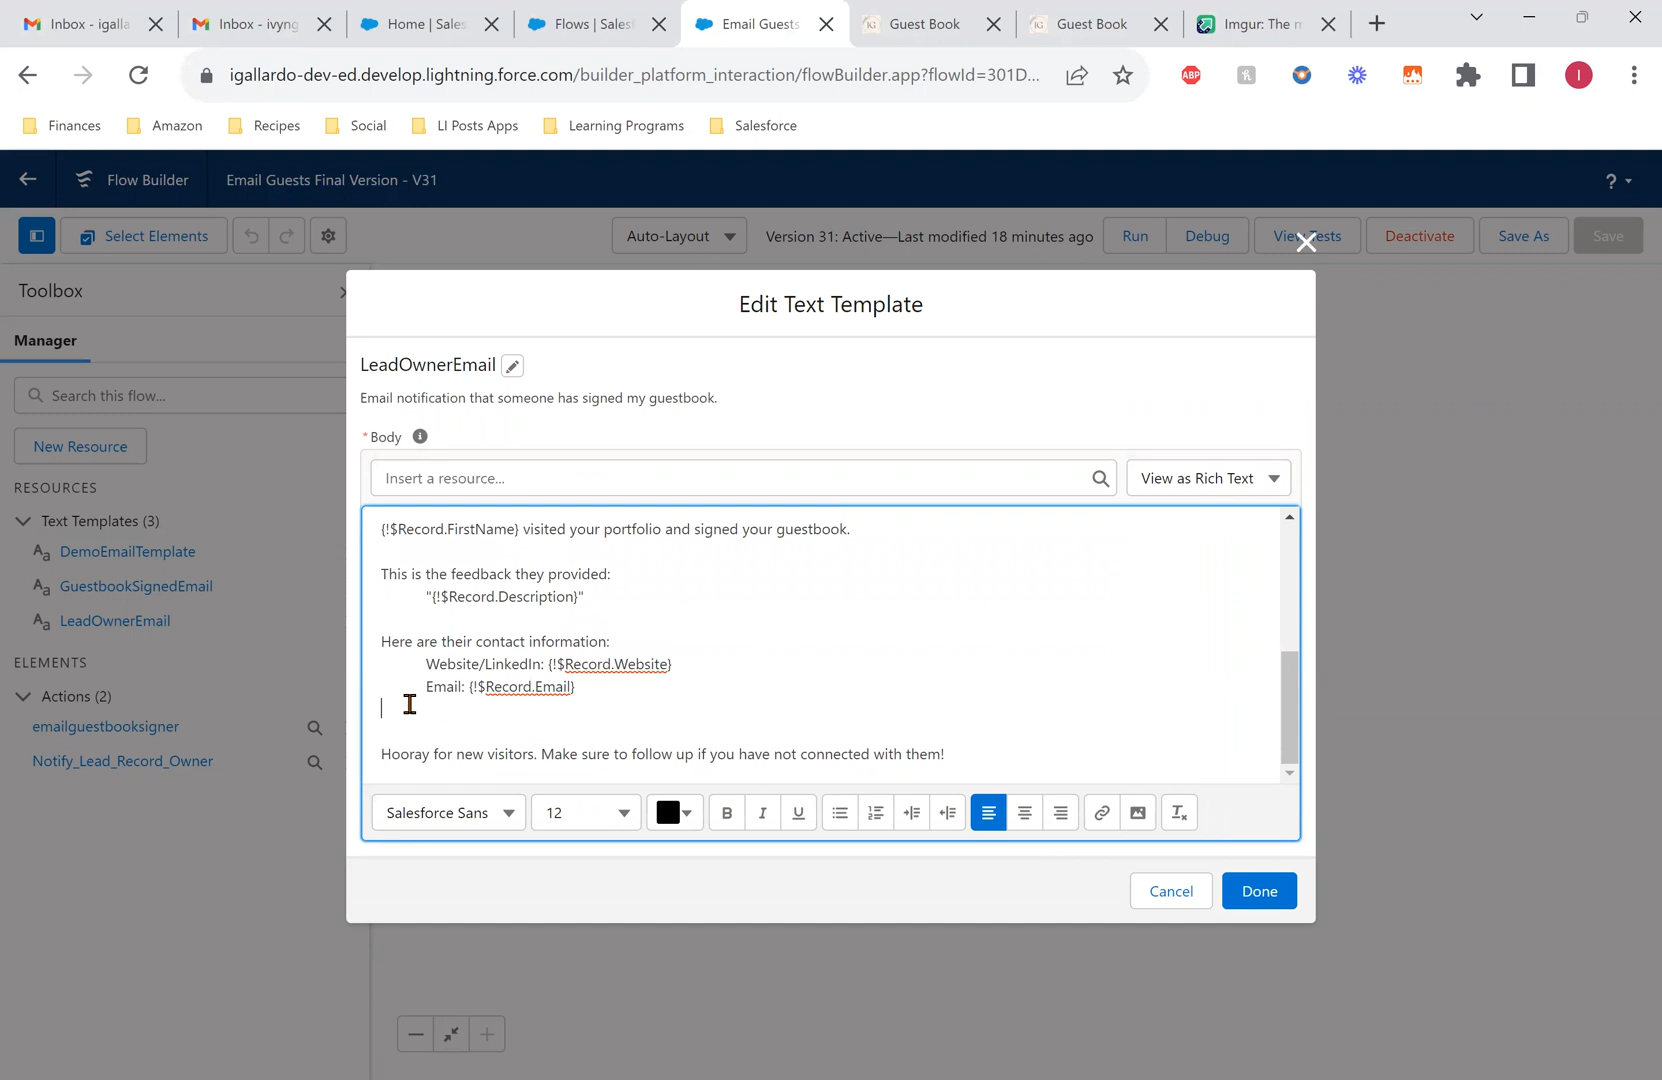 Inbox - igalla
Inbox - ivyng
Home | Sales
Flows | Sales
Email Guests
Guest Book
Guest Book
Imgur: The m
igallardo-dev-ed.develop.lightning.force.com/builder_platform_interaction/flowBuilder.app?flowId=301D...
ABP
I
Finances
Amazon
Recipes
Social
LI Posts Apps
Learning Programs
Salesforce
Flow Builder
Email Guests Final Version - V31
?
Select Elements
Auto-Layout
Version 31: Active—Last modified 18 minutes ago
Run
Debug
View Tests
Deactivate
Save As
Save
Toolbox
Manager
Search this flow...
New Resource
RESOURCES
Text Templates (3)
DemoEmailTemplate
GuestbookSignedEmail
LeadOwnerEmail
ELEMENTS
Actions (2)
emailguestbooksigner
Notify_Lead_Record_Owner
Edit Text Template
LeadOwnerEmail
Email notification that someone has signed my guestbook.
* Body
Insert a resource...
View as Rich Text
{!$Record.FirstName} visited your portfolio and signed your guestbook.
This is the feedback they provided:
"{!$Record.Description}"
Here are their contact information:
Website/LinkedIn: {!$Record.Website}
Email: {!$Record.Email}
Hooray for new visitors. Make sure to follow up if you have not connected with them!
Salesforce Sans
12
B
I
U
Cancel
Done